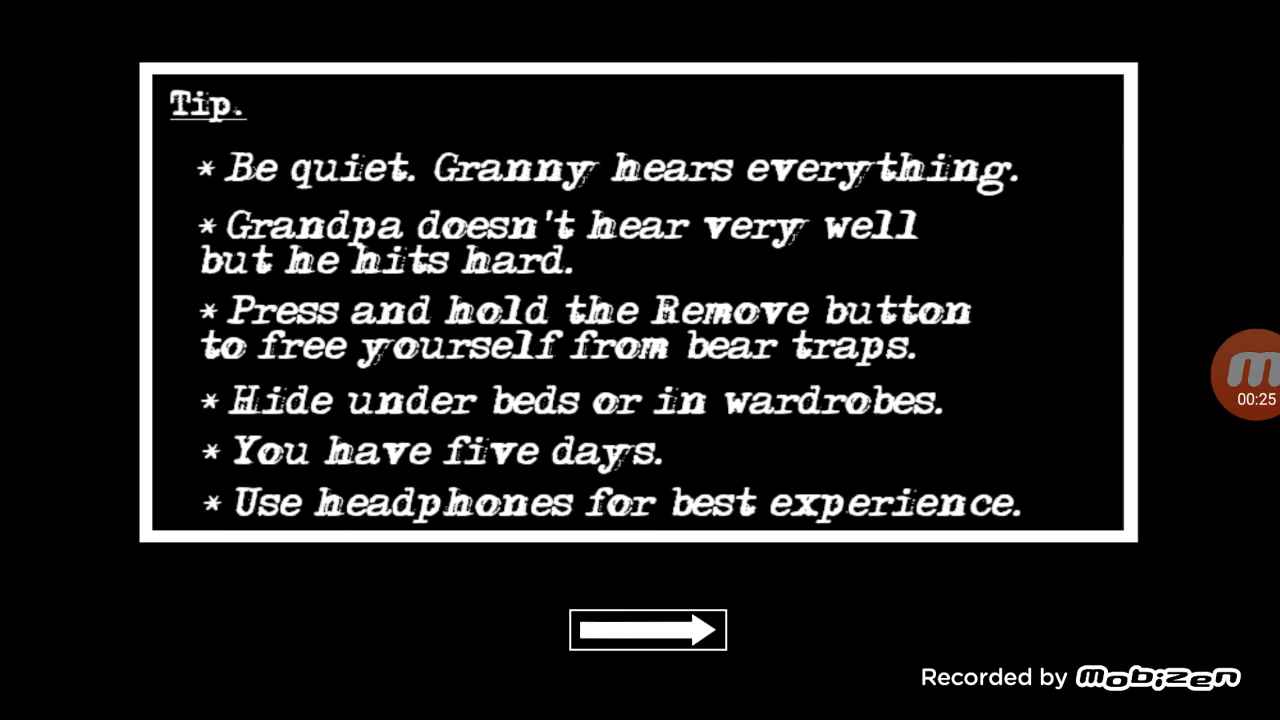 Tip.
* Be quiet. Granny hears everything.
* Grandpa doesn't hear very well
but he hits hard.
* Press and hold the Remove button
to free yourself from bear traps.
* Hide under beds or in wardrobes.
* You have five days.
* Use headphones for best experience.
m
00:25
Recorded by mobizen